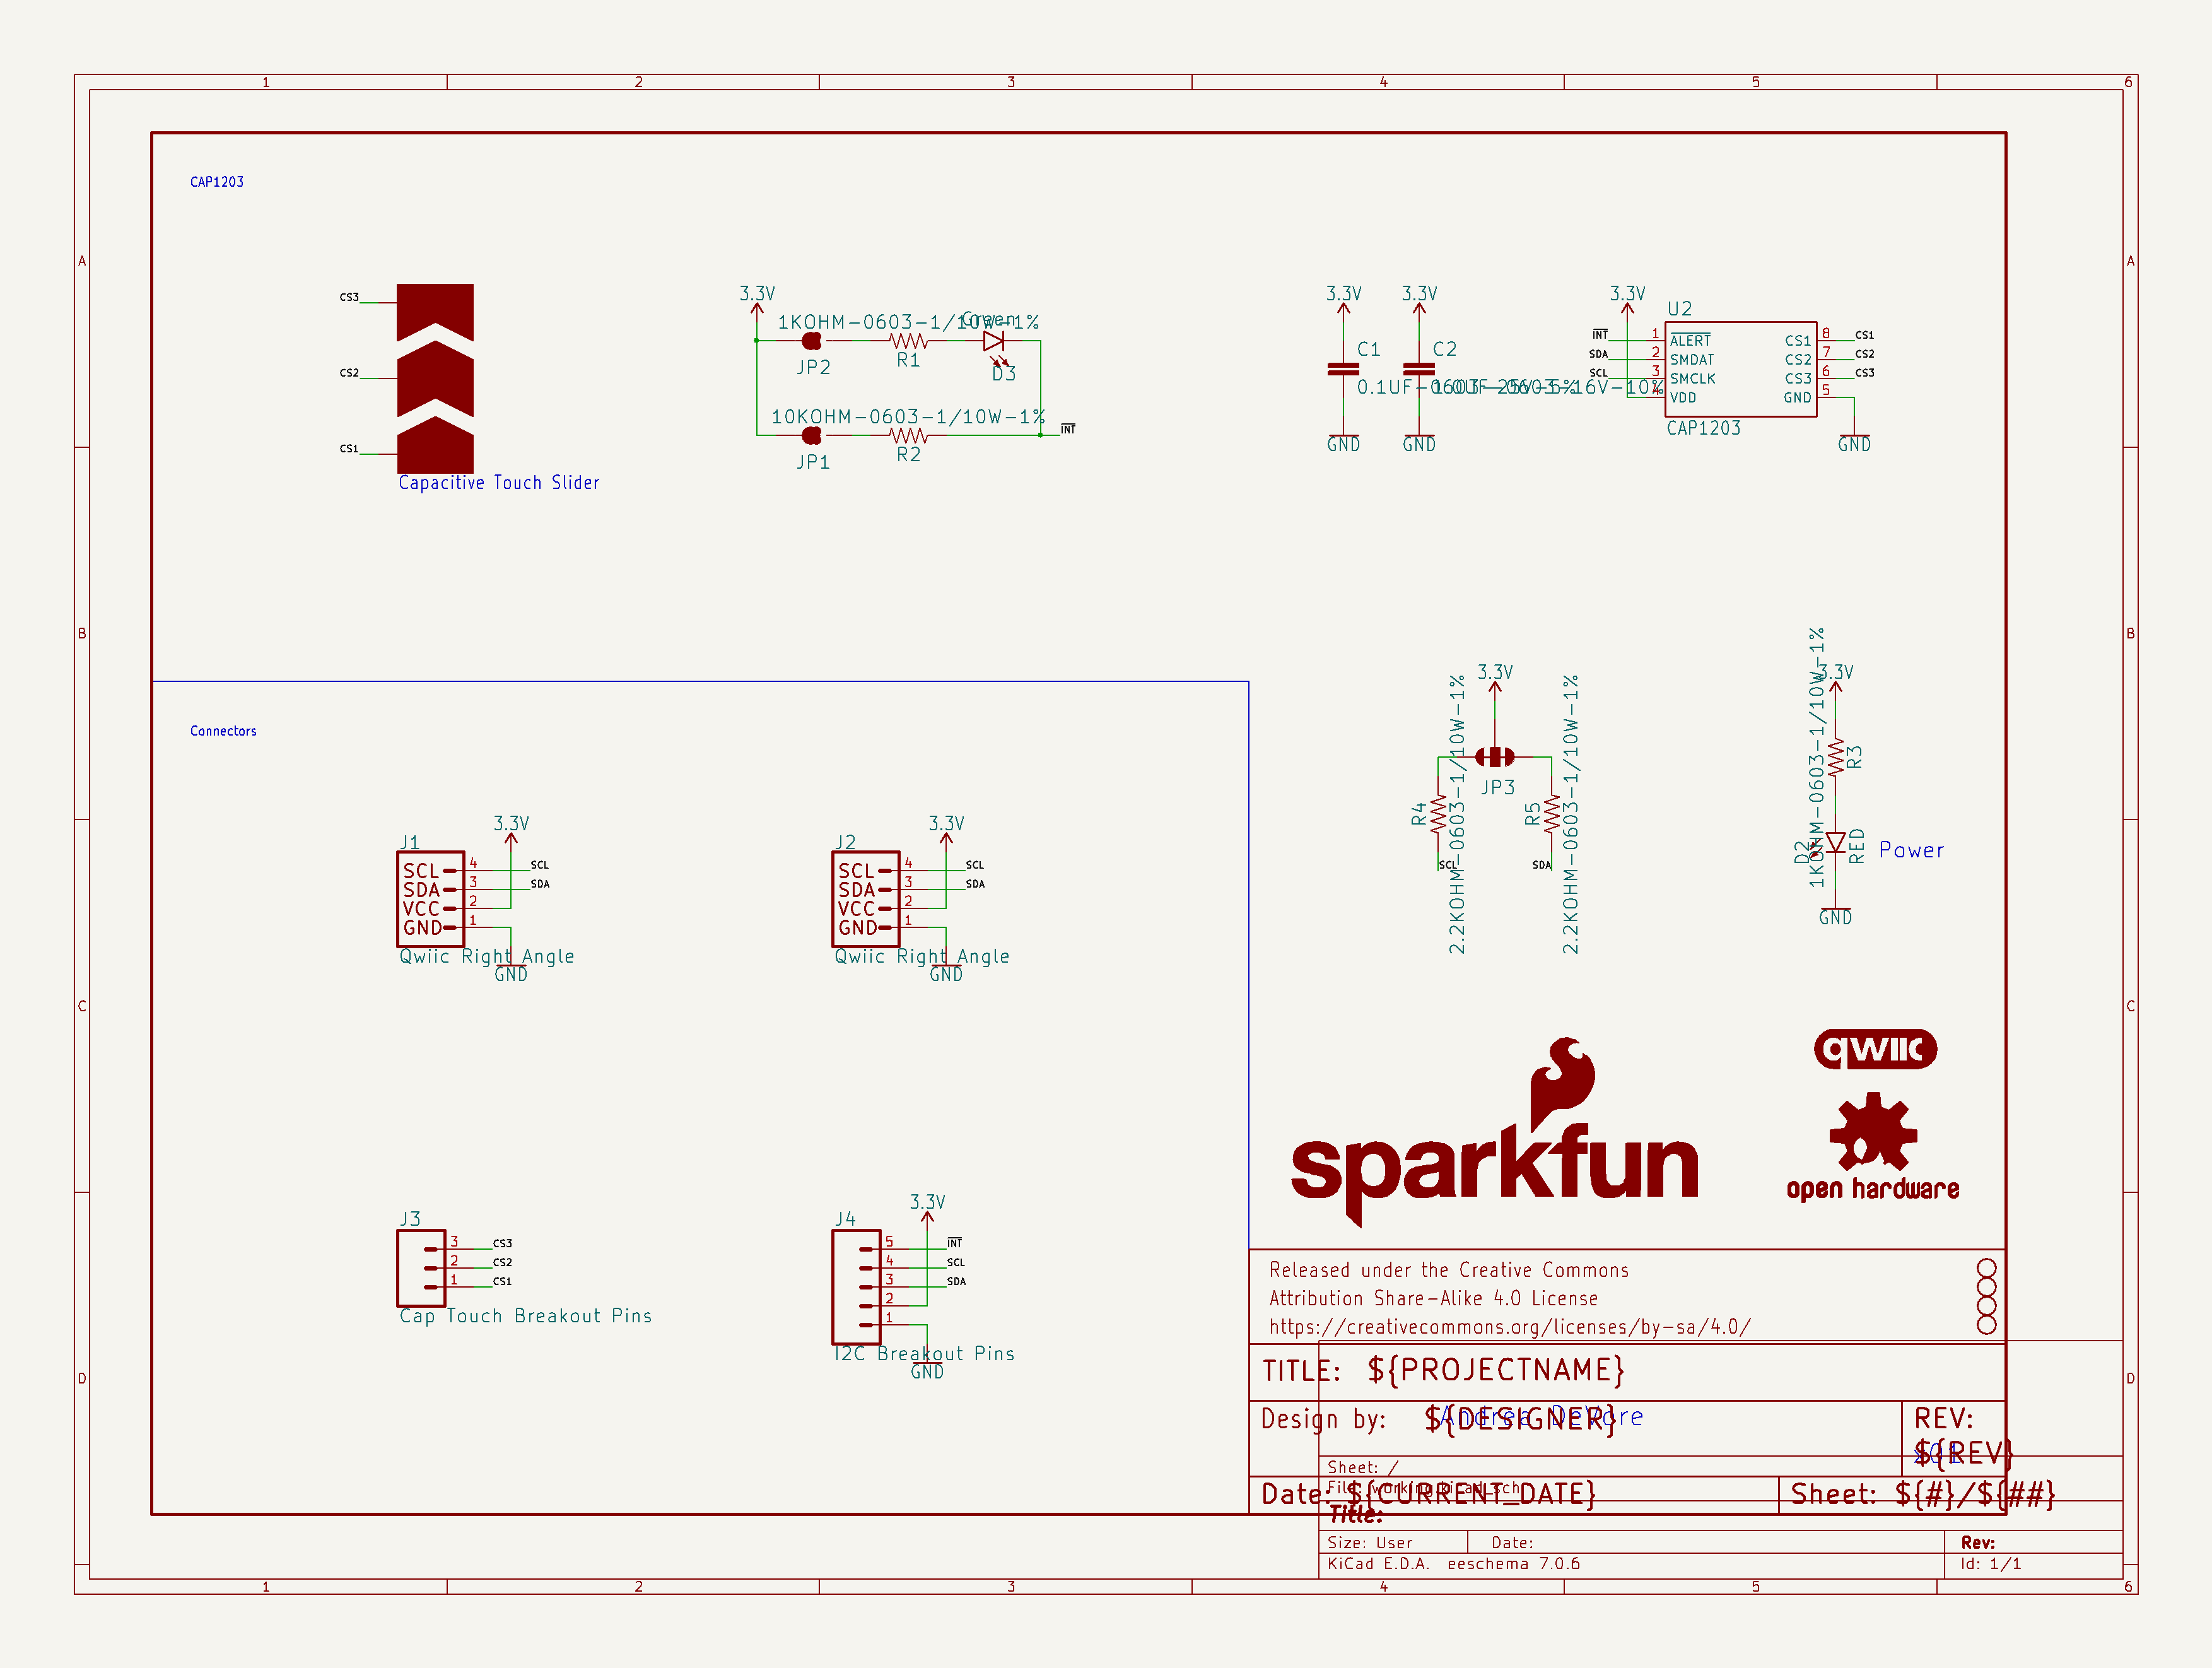 1 2 3 4 5 6
CAP1203
A A
CS3
CS2
CS1
Capacitive Touch Slider
3.3V
1KOHM-0603-1/10W-1%
Green
JP2
R1
D3
10KOHM-0603-1/10W-1%
INT
JP1
R2
3.3V
C1
0.1UF-0603-25V-5%
GND
3.3V
C2
GND
3.3V
U2
INT 1 ALERT CS1 8 CS1
SDA 2 SMDAT CS2 7 CS2
SCL 3 SMCLK CS3 6 CS3
4 VDD GND 5
CAP1203
GND
B B
3.3V
JP3
R4
2.2KOHM-0603-1/10W-1%
SCL
R5
2.2KOHM-0603-1/10W-1%
SDA
3.3V
1KOHM-0603-1/10W-1%
R3
D2
RED
Power
GND
Connectors
3.3V
J1
SCL 4 SCL
SDA 3 SDA
VCC 2
GND 1
Qwiic Right Angle
GND
3.3V
J2
SCL 4 SCL
SDA 3 SDA
VCC 2
GND 1
Qwiic Right Angle
GND
C C
J3
3 CS3
2 CS2
1 CS1
Cap Touch Breakout Pins
3.3V
J4
5 INT
4 SCL
3 SDA
2
1
I2C Breakout Pins
GND
qwiic
sparkfun
open hardware
D D
Released under the Creative Commons
Attribution Share-Alike 4.0 License
https://creativecommons.org/licenses/by-sa/4.0/
TITLE: ${PROJECTNAME}
Design by: ${DESIGNER}
Andrea DeVore
REV:
${REV}
Sheet: /
File: working.kicad_sch
Date: ${CURRENT_DATE}
Sheet: ${#}/${##}
Title:
Size: User Date: Rev:
KiCad E.D.A. eeschema 7.0.6 Id: 1/1
1 2 3 4 5 6